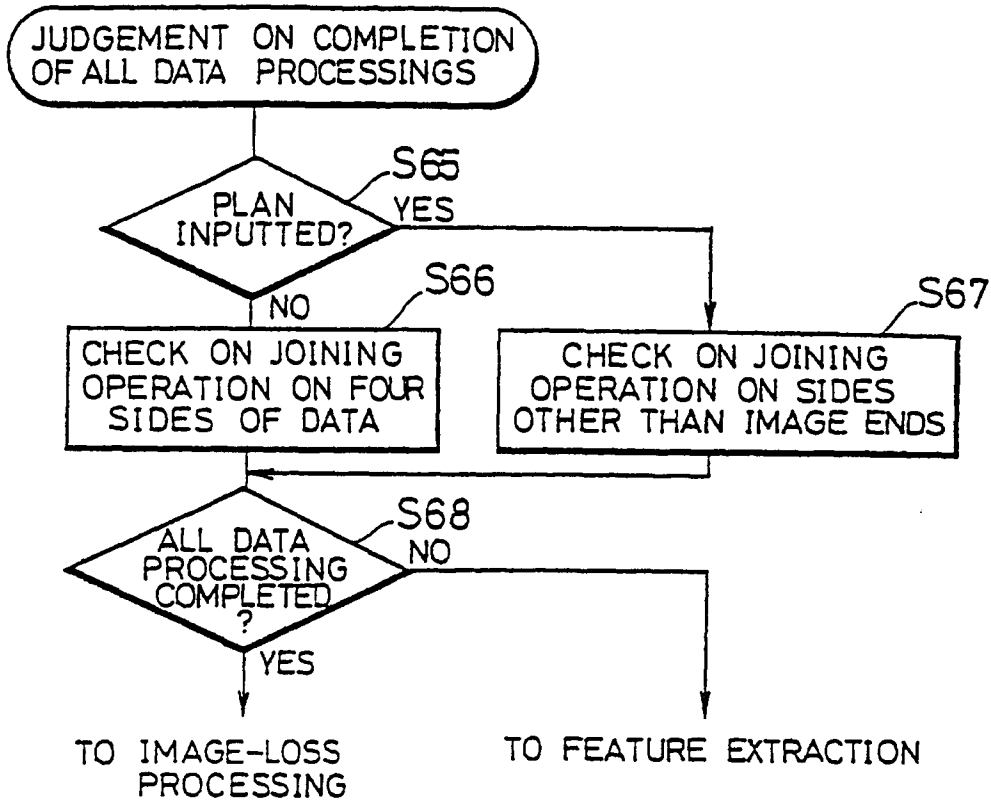 JUDGEMENT ON COMPLETION
OF ALL DATA PROCESSINGS
S65
PLAN
INPUTTED?
YES
NO
S66
CHECK ON JOINING
OPERATION ON FOUR
SIDES OF DATA
S67
CHECK ON JOINING
OPERATION ON SIDES
OTHER THAN IMAGE ENDS
S68
ALL DATA
PROCESSING
COMPLETED
?
NO
YES
TO IMAGE-LOSS
PROCESSING
TO FEATURE EXTRACTION